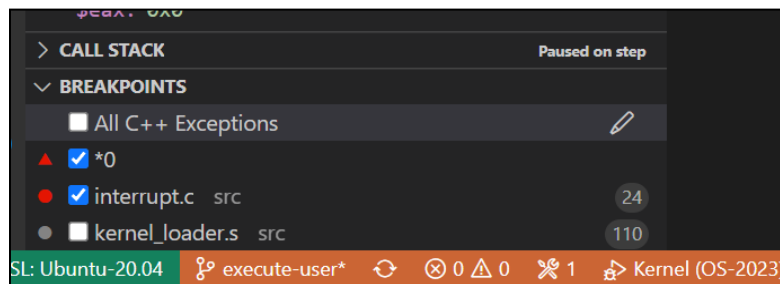 $eax: 0x0
CALL STACK Paused on step
BREAKPOINTS
All C++ Exceptions
*0
interrupt.c src 24
kernel_loader.s src 110
SL: Ubuntu-20.04 execute-user* 0 0 1 Kernel (OS-2023